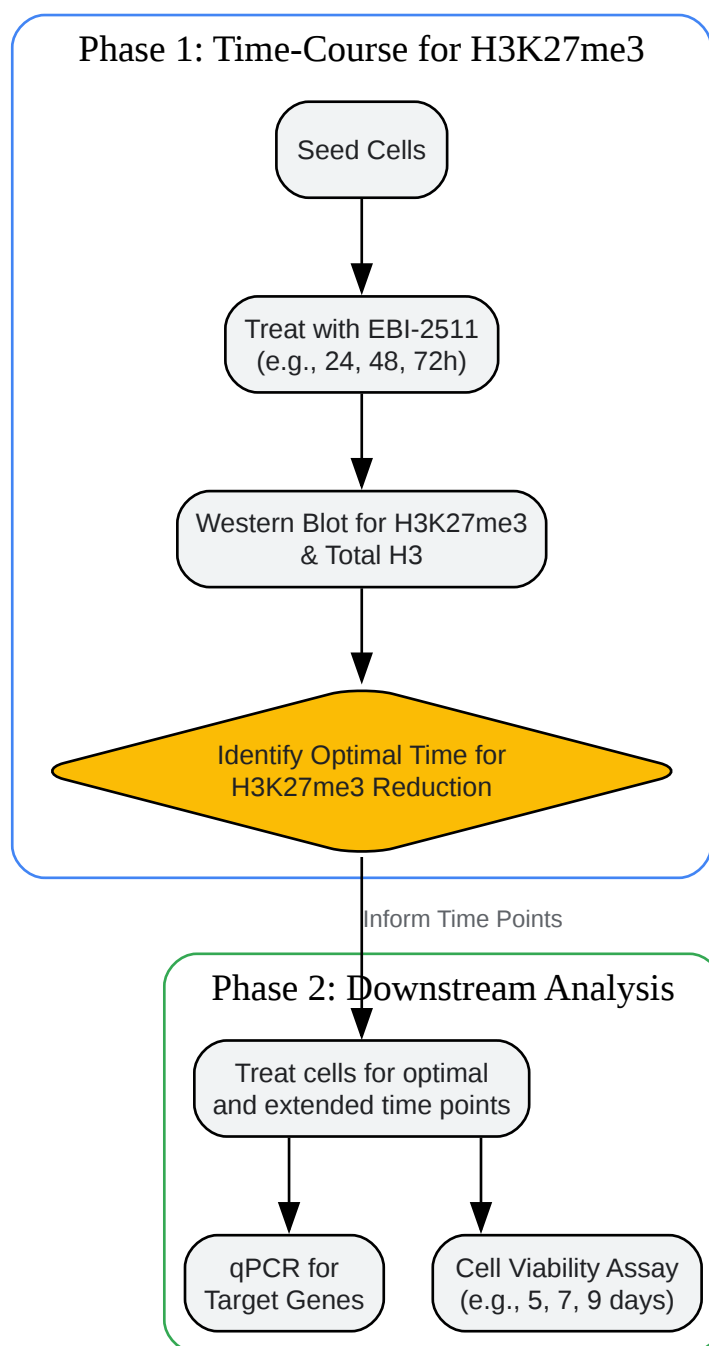 Phase 1: Time-Course for H3K27me3
Seed Cells
Treat with EBI-2511
(e.g., 24, 48, 72h)
Western Blot for H3K27me3
& Total H3
Identify Optimal Time for
H3K27me3 Reduction
Inform Time Points
Phase 2: Downstream Analysis
Treat cells for optimal
and extended time points
qPCR for
Target Genes
Cell Viability Assay
(e.g., 5, 7, 9 days)